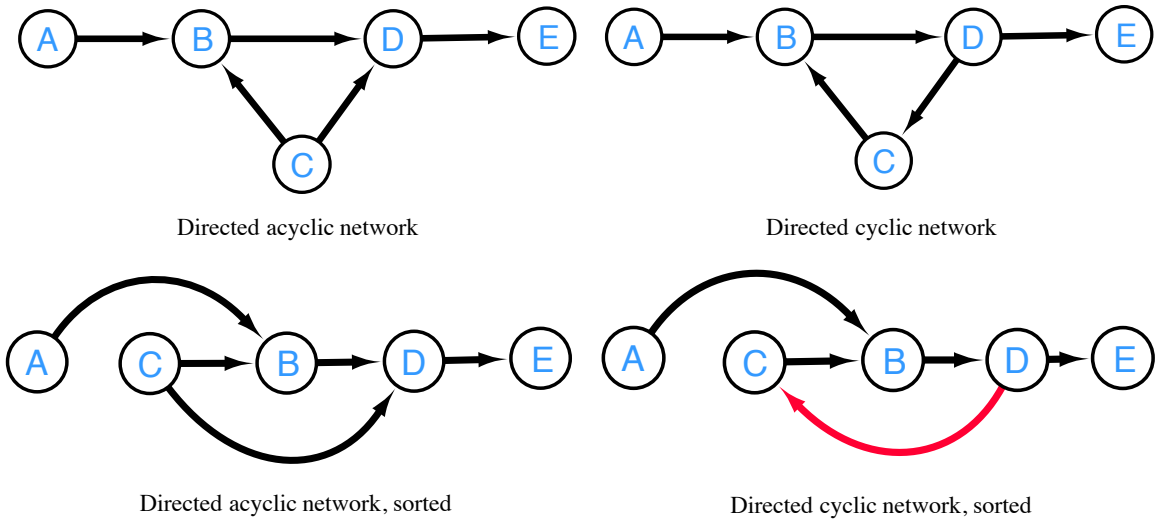 A B D E
C
Directed acyclic network
A B D E
C
Directed cyclic network
A C B D E
Directed acyclic network, sorted
A C B D E
Directed cyclic network, sorted